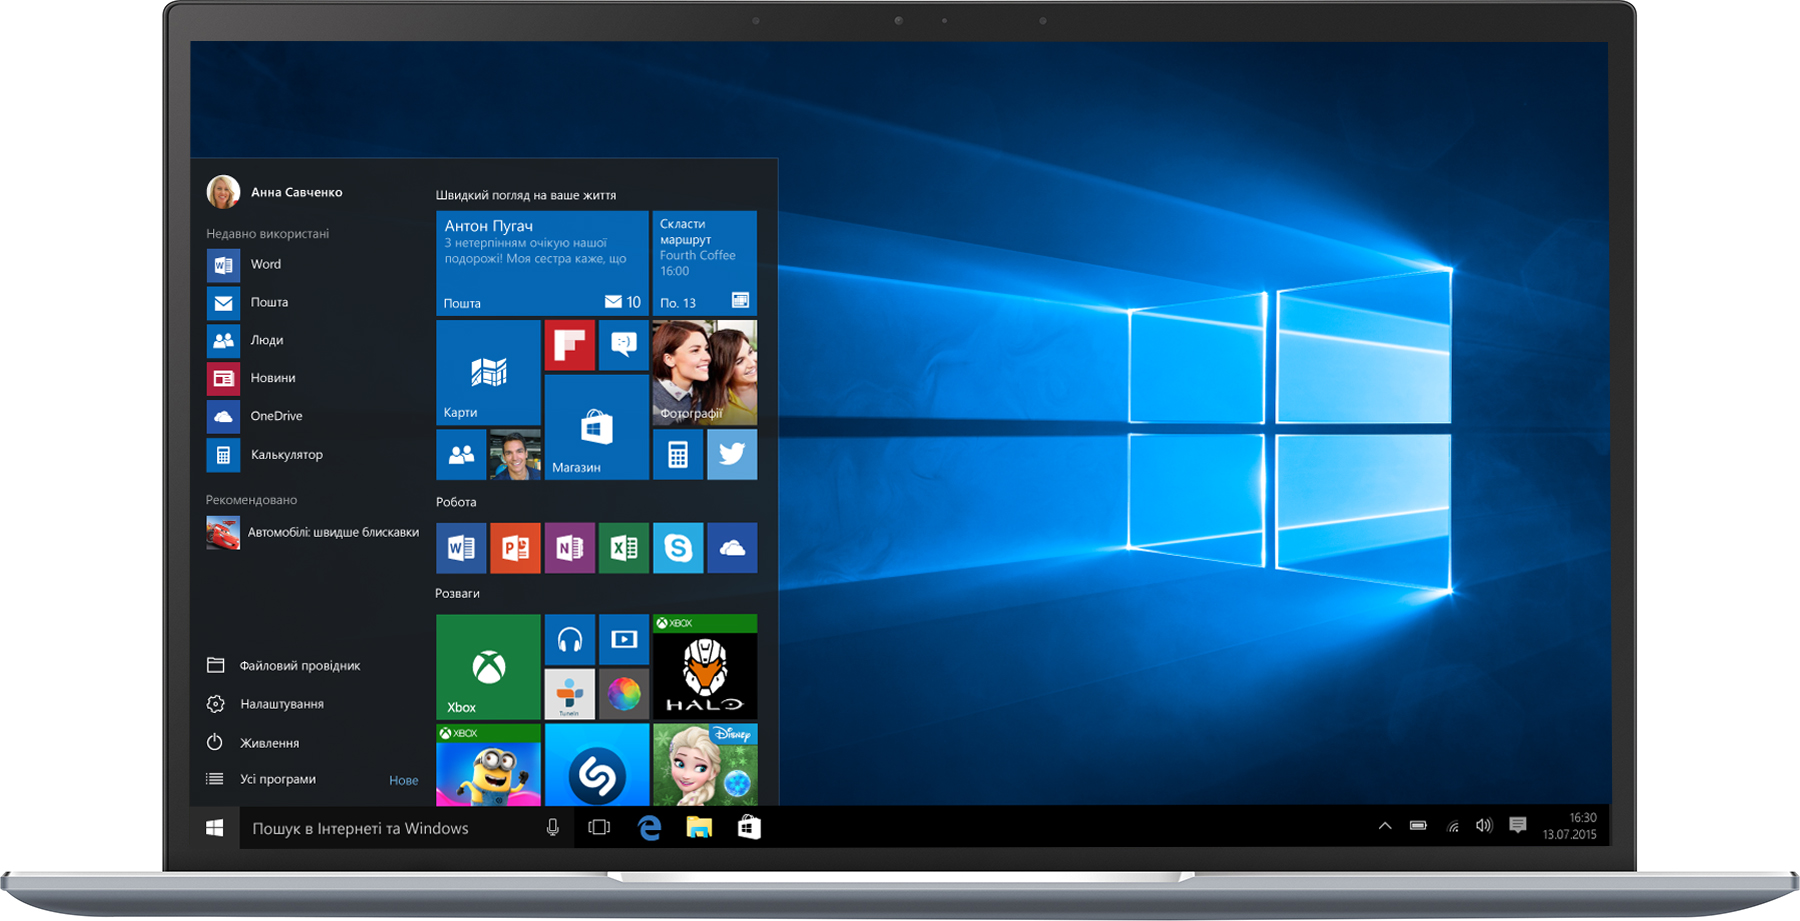 Анна Савченко
Недавно використані
Word
Пошта
Люди
Новини
OneDrive
Калькулятор
Рекомендовано
Автомобілі: швидше блискавки
Файловий провідник
Налаштування
Живлення
Усі програми
Нове
Швидкий погляд на ваше життя
Антон Пугач
З нетерпінням очікую нашої
подорожі! Моя сестра каже, що
Пошта
10
Скласти
маршрут
Fourth Coffee
16:00
По. 13
Карти
Магазин
Фотографії
Робота
Розваги
Xbox
TuneIn
XBOX
HALO
XBOX
Disney
Пошук в Інтернеті та Windows
16:30
13.07.2015